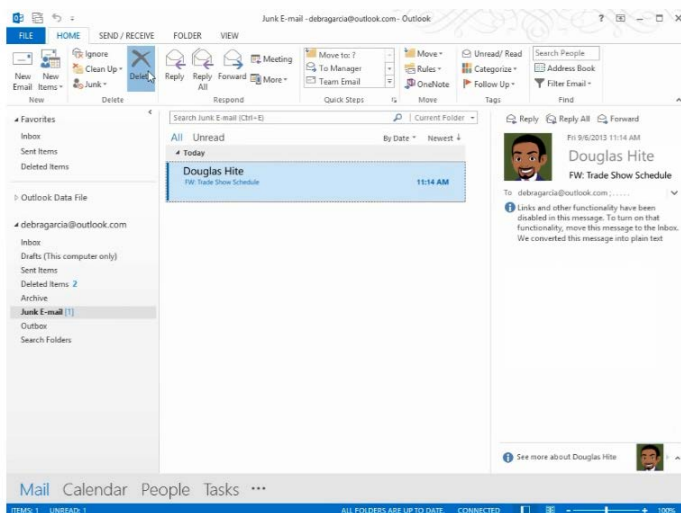 Junk E-mail -debragarcia@outlook.com- Outlook
?
FILE HOME SEND / RECEIVE FOLDER VIEW
New Email
New Items
Ignore
Clean Up
Junk
Delete
Reply
Reply All
Forward
Meeting
More
Move to: ?
To Manager
Team Email
Move
Rules
OneNote
Unread/ Read
Categorize
Follow Up
Search People
Address Book
Filter Email
New Delete Respond Quick Steps Move Tags Find
Favorites
Inbox
Sent Items
Deleted Items
Outlook Data File
debragarcia@outlook.com
Inbox
Drafts (This computer only)
Sent Items
Deleted Items 2
Archive
Junk E-mail [1]
Outbox
Search Folders
Search Junk E-mail (Ctrl+E) Current Folder
All Unread By Date Newest ↓
Today
Douglas Hite
FW: Trade Show Schedule 11:14 AM
Reply Reply All Forward
Fri 9/6/2013 11:14 AM
Douglas Hite
FW: Trade Show Schedule
To debragarcia@outlook.com ; . . . . .
Links and other functionality have been
disabled in this message. To turn on that
functionality, move this message to the Inbox.
We converted this message into plain text
See more about Douglas Hite
Mail Calendar People Tasks •••
ITEMS: 1 UNREAD: 1 ALL FOLDERS ARE UP TO DATE. CONNECTED 100%